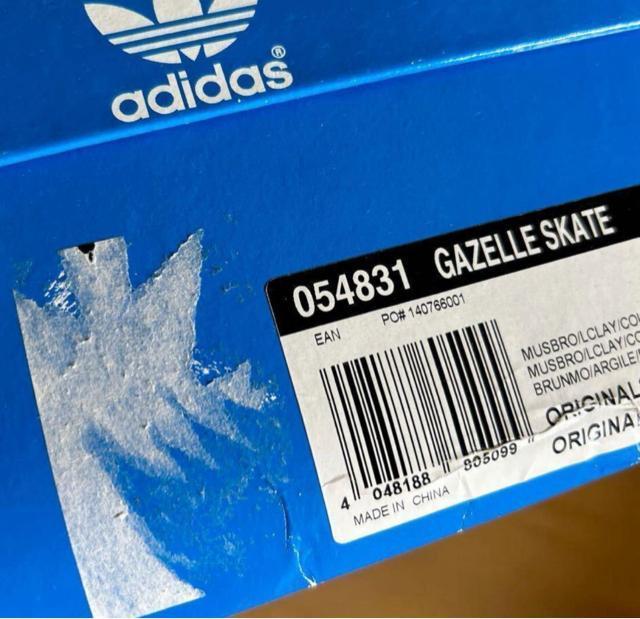 adidas®
054831 GAZELLE SKATE
EAN PO# 140766001
MUSBRO/LCLAY/CO
MUSBRO/LCLAY/CO
BRUNMO/ARGILE
ORIGINAL
ORIGINA
4 048188 805099
MADE IN CHINA